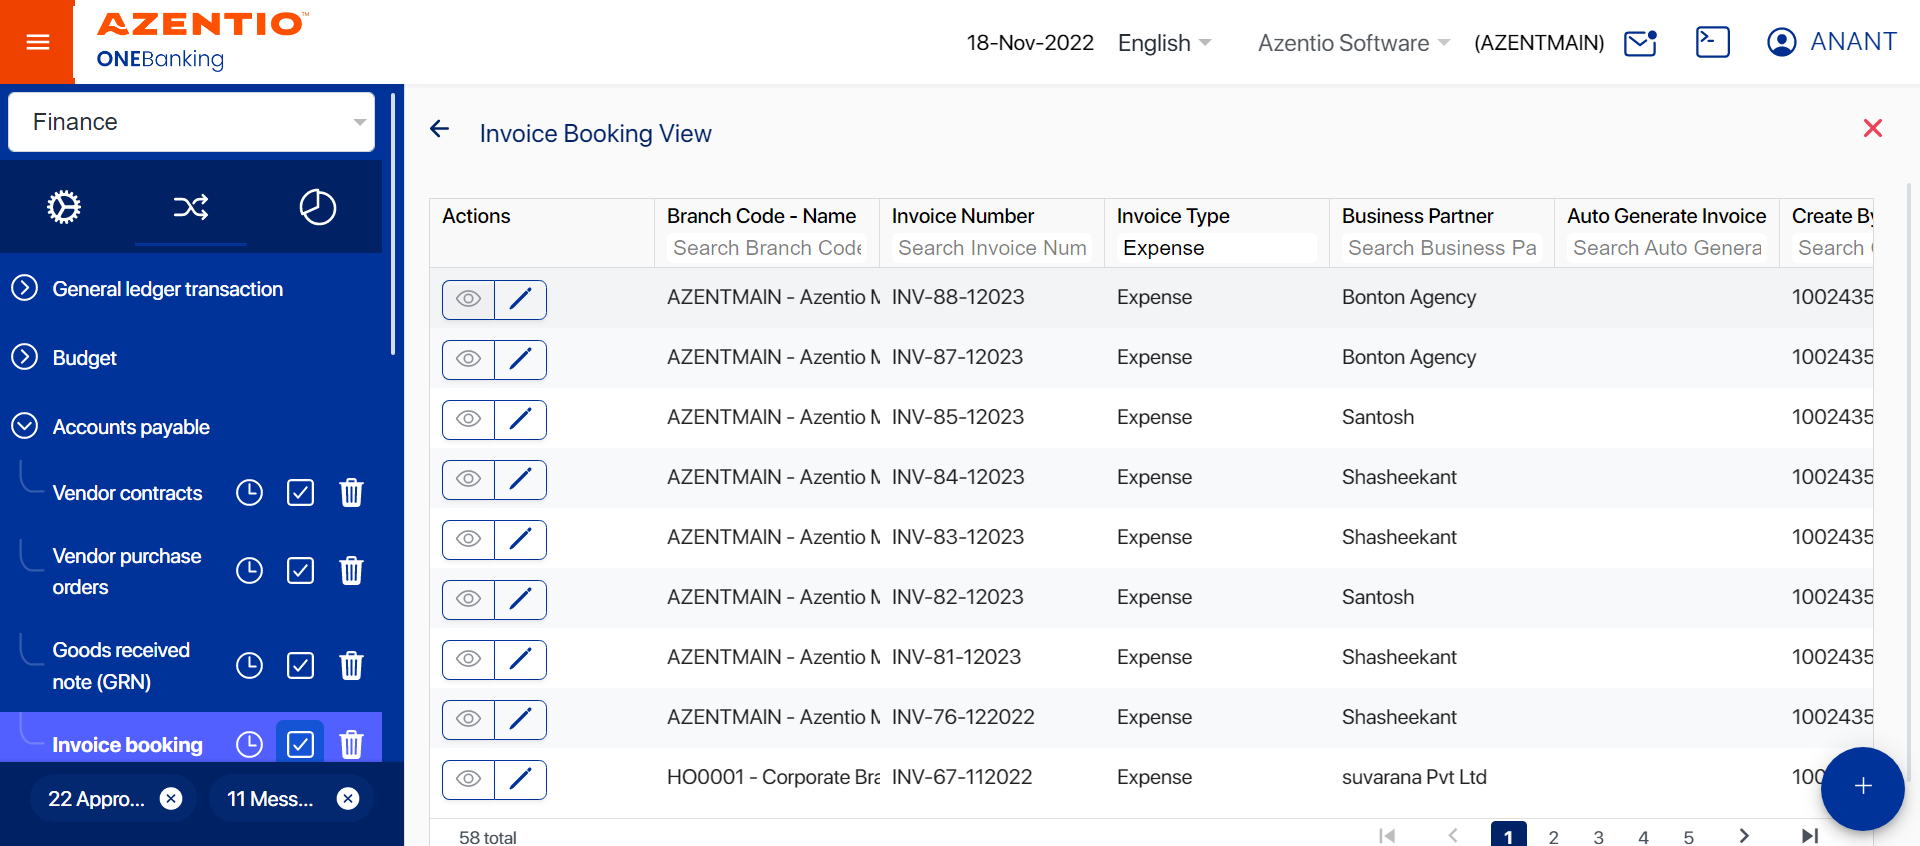 AZENTIO™
ONEBanking
18-Nov-2022 English Azentio Software (AZENTMAIN) ANANT
Finance
General ledger transaction
Budget
Accounts payable
Vendor contracts
Vendor purchase
orders
Goods received
note (GRN)
Invoice booking
22 Appro... 11 Mess...
Invoice Booking View
Actions Branch Code - Name Invoice Number Invoice Type Business Partner Auto Generate Invoice Create By
Search Branch Code Search Invoice Num Expense Search Business Pa Search Auto Genera Search
AZENTMAIN - Azentio M INV-88-12023 Expense Bonton Agency 1002435
AZENTMAIN - Azentio M INV-87-12023 Expense Bonton Agency 1002435
AZENTMAIN - Azentio M INV-85-12023 Expense Santosh 1002435
AZENTMAIN - Azentio M INV-84-12023 Expense Shasheekant 1002435
AZENTMAIN - Azentio M INV-83-12023 Expense Shasheekant 1002435
AZENTMAIN - Azentio M INV-82-12023 Expense Santosh 1002435
AZENTMAIN - Azentio M INV-81-12023 Expense Shasheekant 1002435
AZENTMAIN - Azentio M INV-76-122022 Expense Shasheekant 1002435
HO0001 - Corporate Bra INV-67-112022 Expense suvarana Pvt Ltd 100
58 total 1 2 3 4 5